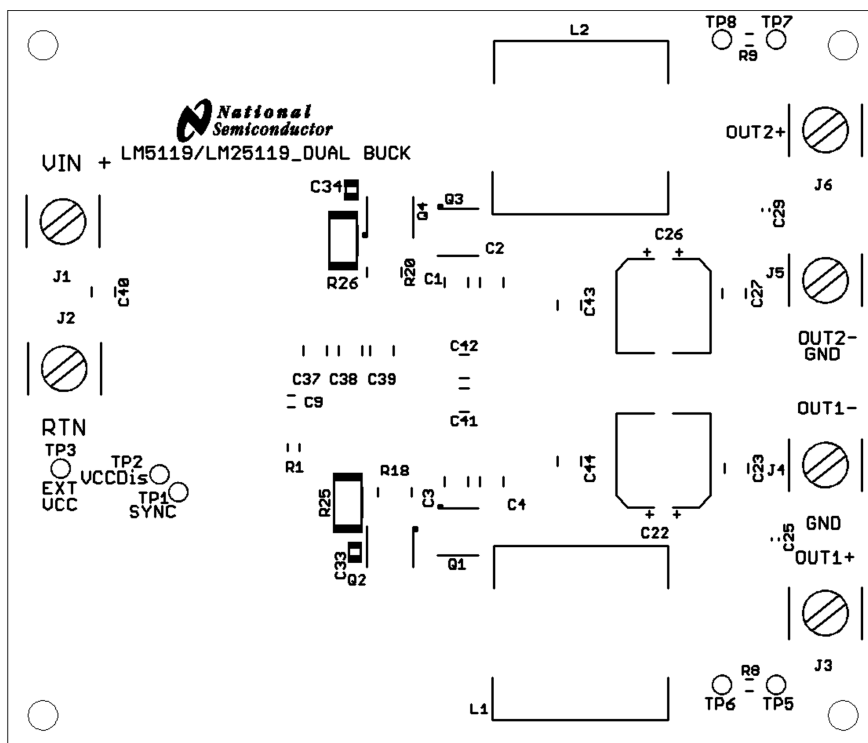 TP8
TP7
R9
L2
National
Semiconductor
LM5119/LM25119_DUAL BUCK
VIN +
OUT2+
J6
C34
Q4
Q3
C29
J1
R26
R20
C1
C2
C26
J5
C40
C43
C27
J2
C42
OUT2-
GND
C37
C38
C39
C9
C41
OUT1-
RTN
TP3
TP2
VCCDis
EXT
VCC
TP1
SYNC
R1
R18
C44
C23
J4
R25
C3
C4
C22
GND
C25
OUT1+
C33
Q2
Q1
J3
R8
L1
TP6
TP5